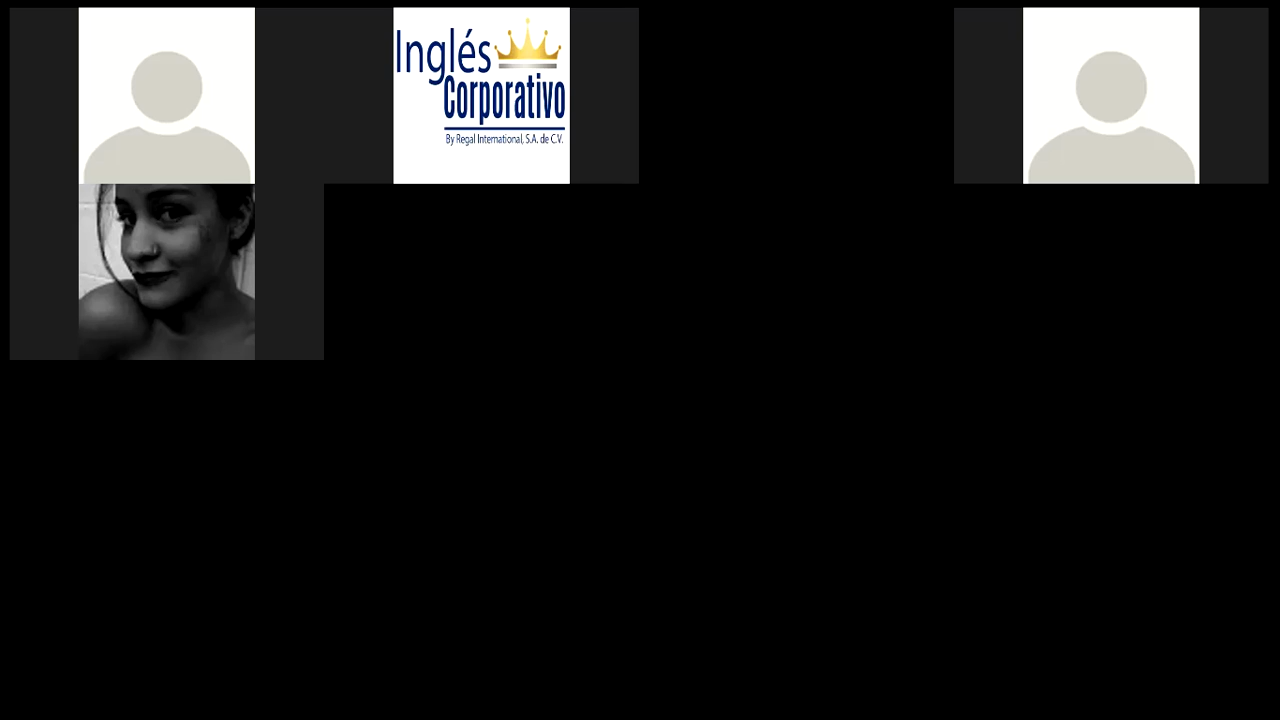 Inglés
Corporativo
By Regal International, S.A. de C.V.